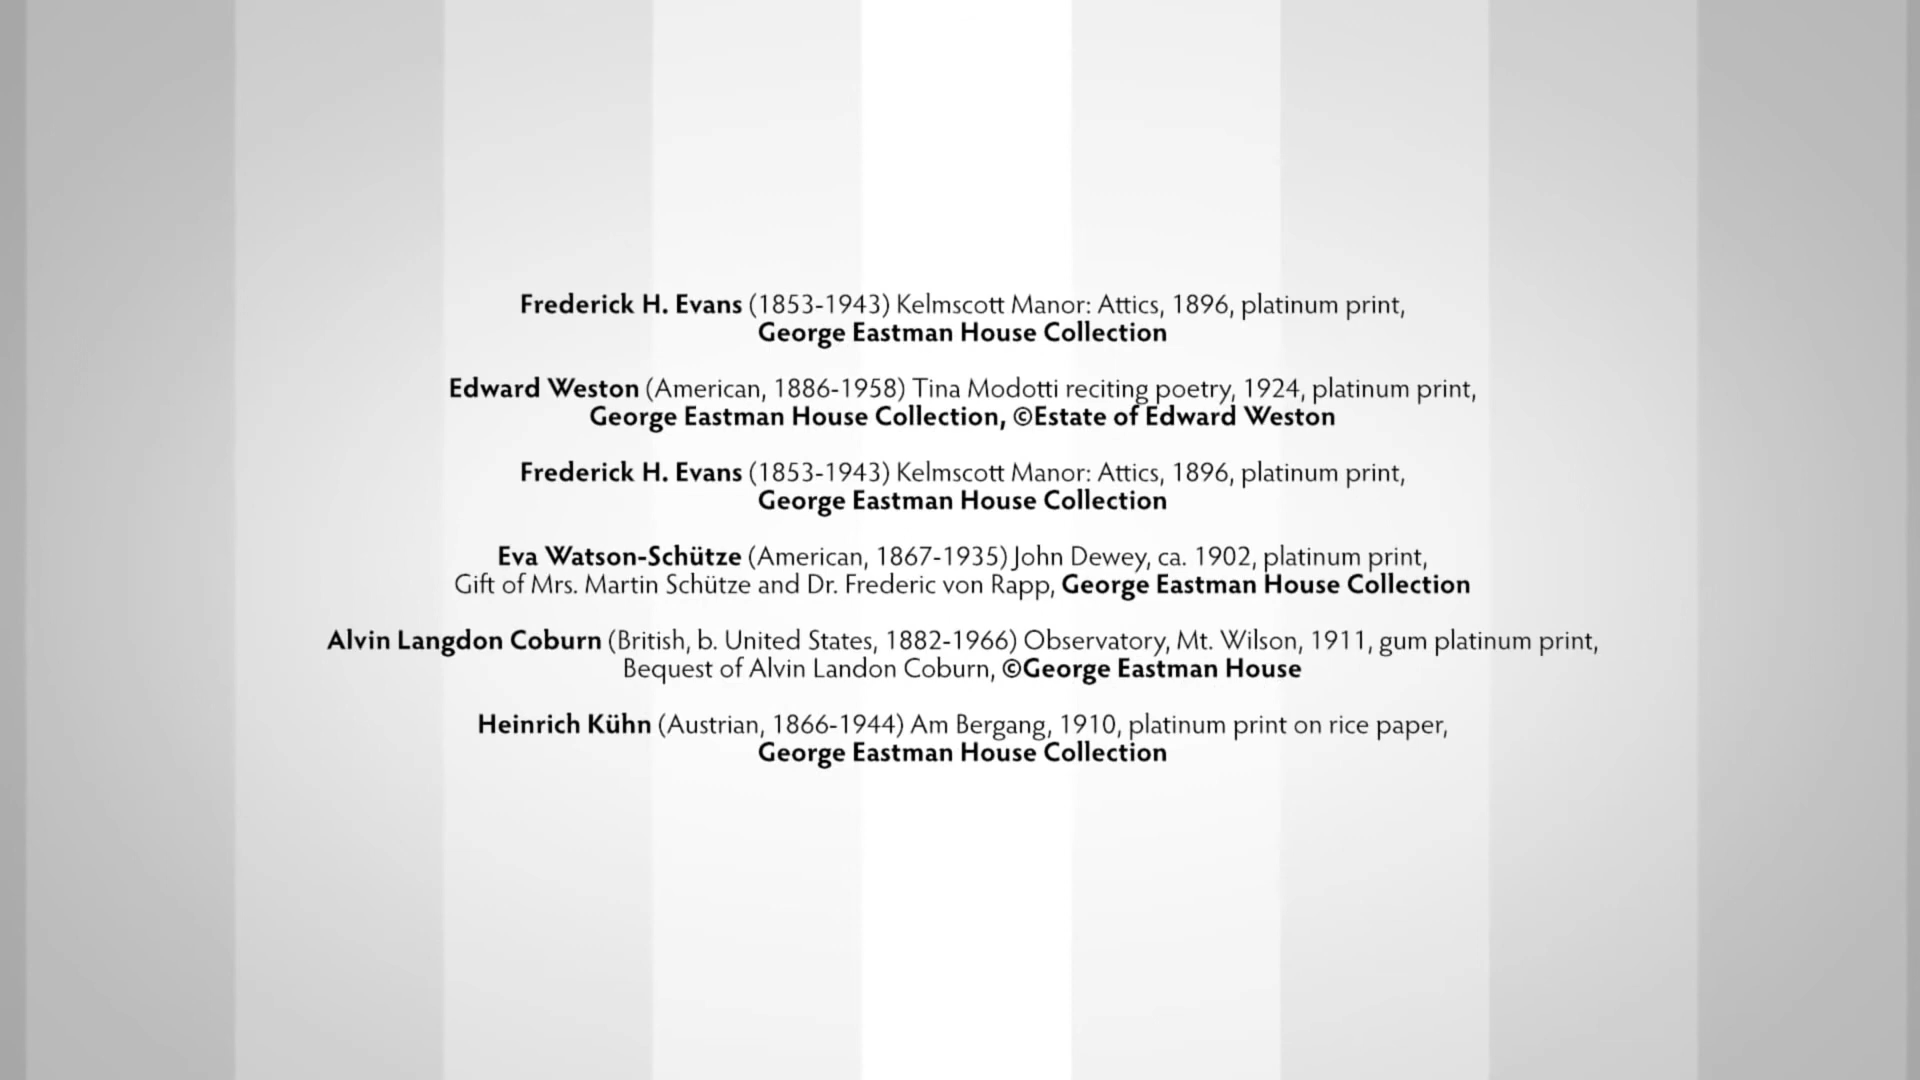 Frederick H. Evans (1853-1943) Kelmscott Manor: Attics, 1896, platinum print,
George Eastman House Collection
Edward Weston (American, 1886-1958) Tina Modotti reciting poetry, 1924, platinum print,
George Eastman House Collection, ©Estate of Edward Weston
Frederick H. Evans (1853-1943) Kelmscott Manor: Attics, 1896, platinum print,
George Eastman House Collection
Eva Watson-Schütze (American, 1867-1935) John Dewey, ca. 1902, platinum print,
Gift of Mrs. Martin Schütze and Dr. Frederic von Rapp, George Eastman House Collection
Alvin Langdon Coburn (British, b. United States, 1882-1966) Observatory, Mt. Wilson, 1911, gum platinum print,
Bequest of Alvin Landon Coburn, ©George Eastman House
Heinrich Kühn (Austrian, 1866-1944) Am Bergang, 1910, platinum print on rice paper,
George Eastman House Collection